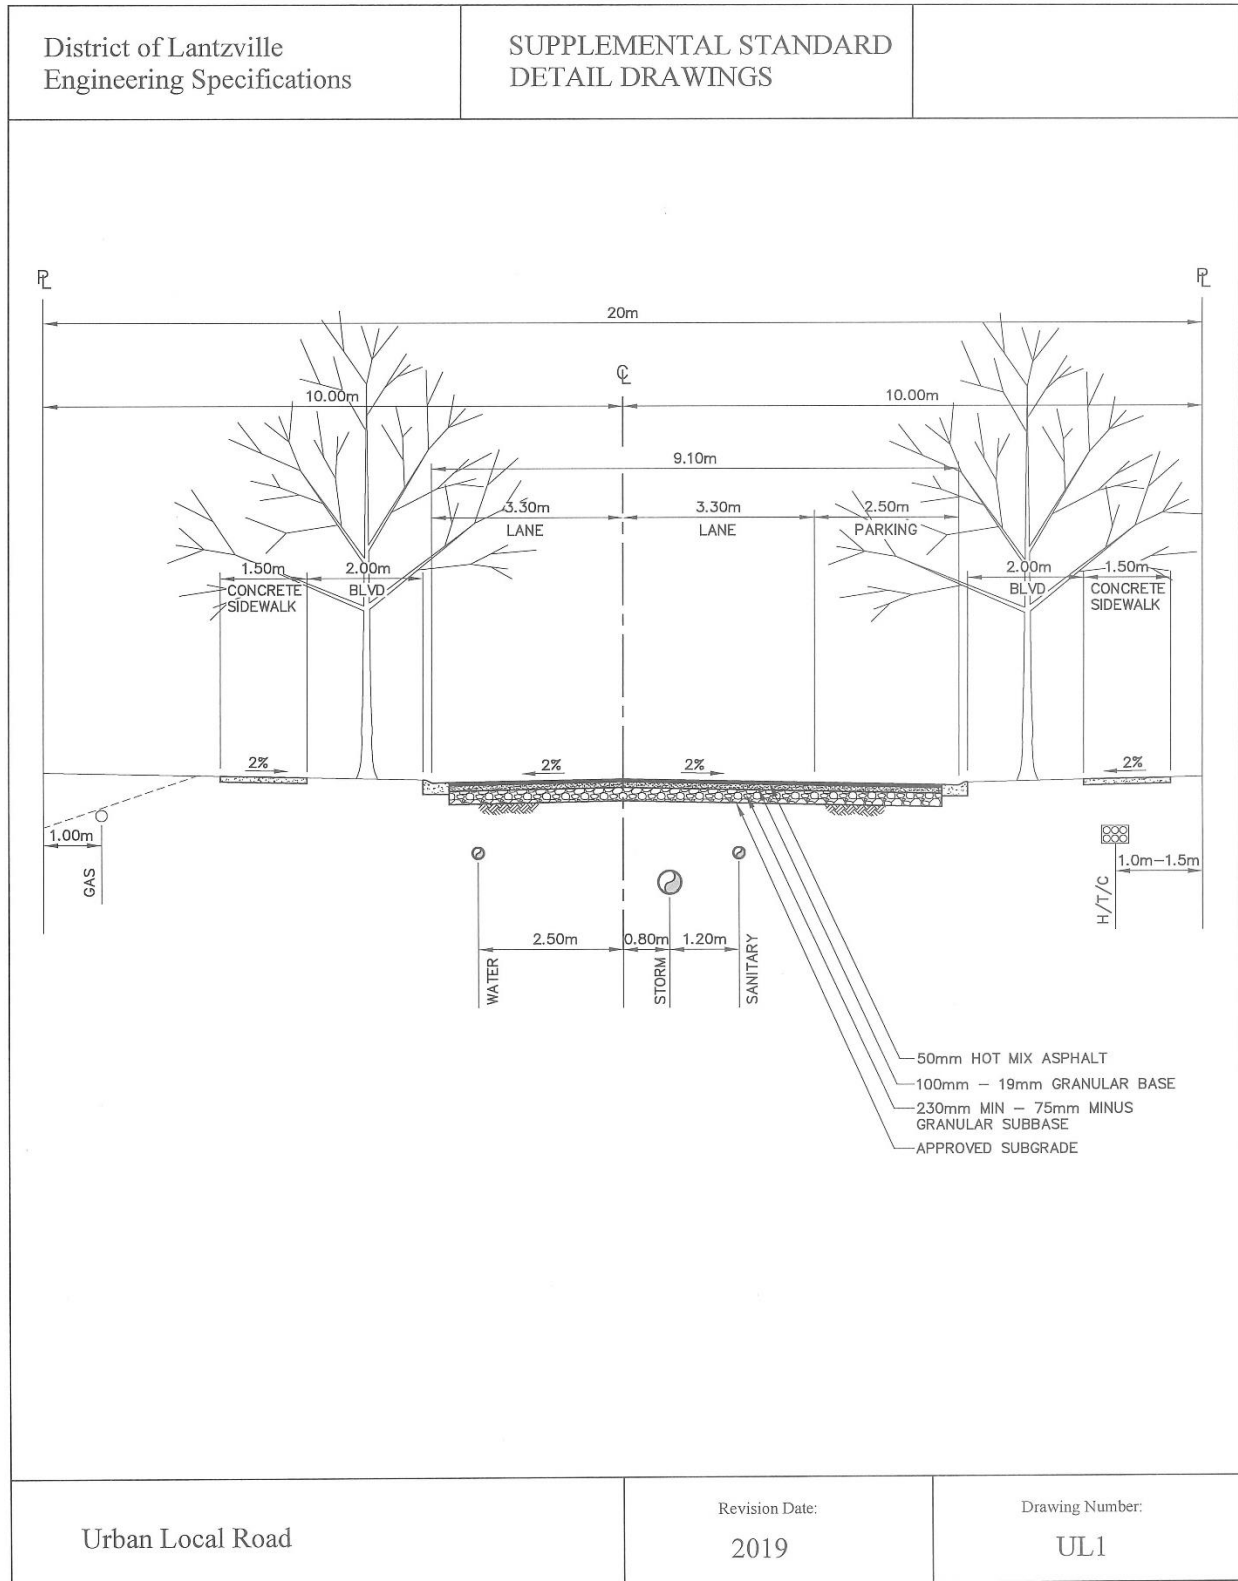 District of Lantzville
Engineering Specifications
SUPPLEMENTAL STANDARD
DETAIL DRAWINGS
PL
PL
20m
CL
10.00m
10.00m
9.10m
3.30m
LANE
3.30m
LANE
2.50m
PARKING
1.50m
CONCRETE
SIDEWALK
2.00m
BLVD
2.00m
BLVD
1.50m
CONCRETE
SIDEWALK
2%
2%
2%
2%
1.00m
GAS
1.0m–1.5m
H/T/C
2.50m
0.80m
1.20m
WATER
STORM
SANITARY
50mm HOT MIX ASPHALT
100mm – 19mm GRANULAR BASE
230mm MIN – 75mm MINUS
GRANULAR SUBBASE
APPROVED SUBGRADE
Urban Local Road
Revision Date:
2019
Drawing Number:
UL1